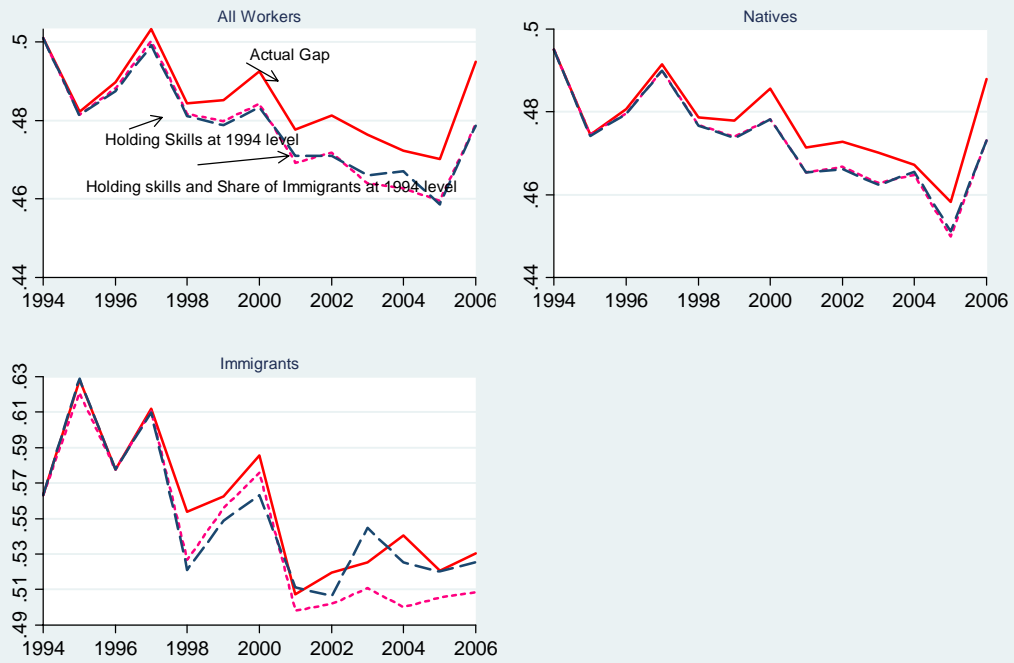 All Workers
.5
.48
.46
.44
Actual Gap
Holding Skills at 1994 level
Holding skills and Share of Immigrants at 1994 level
1994 1996 1998 2000 2002 2004 2006
Natives
.5
.48
.46
.44
1994 1996 1998 2000 2002 2004 2006
Immigrants
.63
.61
.59
.57
.55
.53
.51
.49
1994 1996 1998 2000 2002 2004 2006